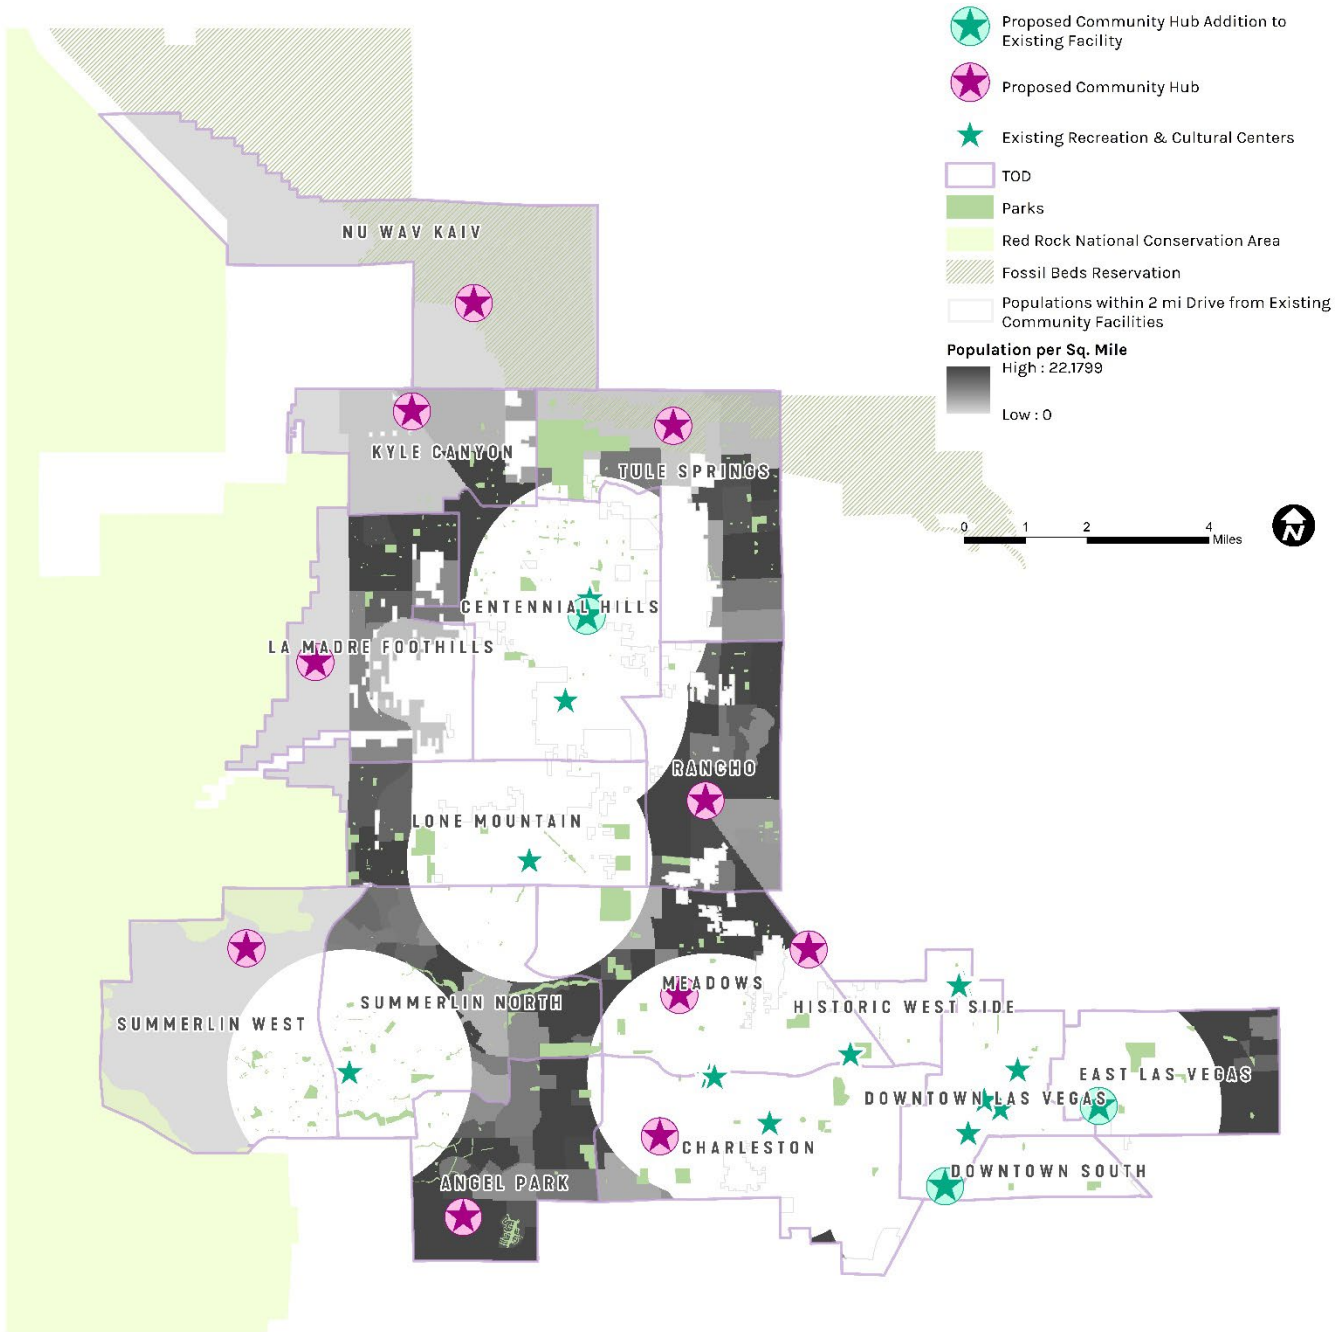 Proposed Community Hub Addition to
Existing Facility
Proposed Community Hub
Existing Recreation & Cultural Centers
TOD
Parks
Red Rock National Conservation Area
Fossil Beds Reservation
Populations within 2 mi Drive from Existing
Community Facilities
Population per Sq. Mile
High : 22.1799
Low : 0
NU WAV KAIV
KYLE CANYON
TULE SPRINGS
0 1 2 4
Miles
N
CENTENNIAL HILLS
LA MADRE FOOTHILLS
RANCHO
LONE MOUNTAIN
MEADOWS
SUMMERLIN NORTH
HISTORIC WEST SIDE
SUMMERLIN WEST
EAST LAS VEGAS
DOWNTOWN LAS VEGAS
CHARLESTON
DOWNTOWN SOUTH
ANGEL PARK